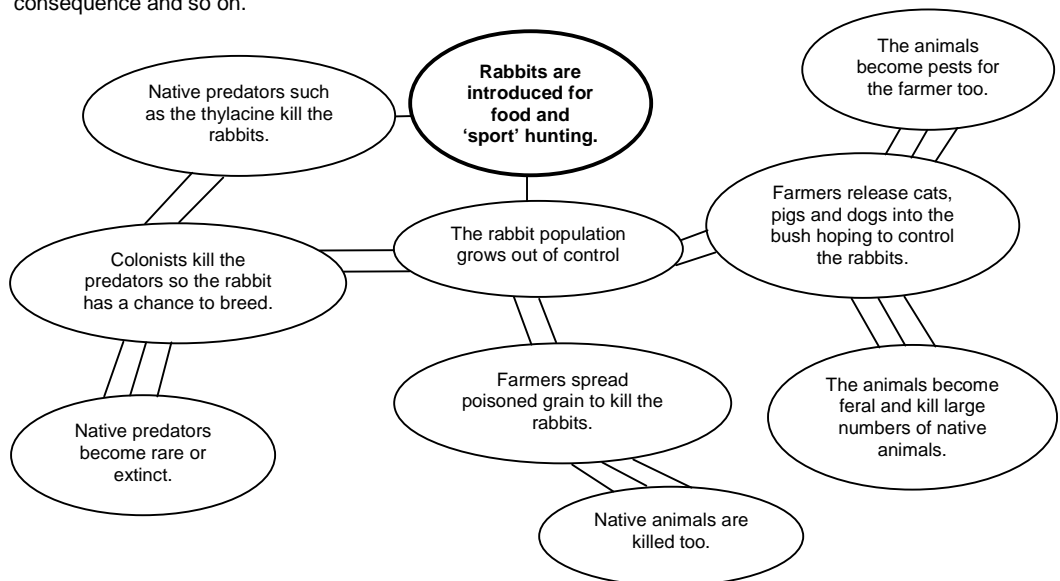 consequence and so on.
Rabbits are
introduced for
food and
‘sport’ hunting.
Native predators such
as the thylacine kill the
rabbits.
The animals
become pests for
the farmer too.
Colonists kill the
predators so the rabbit
has a chance to breed.
The rabbit population
grows out of control
Farmers release cats,
pigs and dogs into the
bush hoping to control
the rabbits.
Native predators
become rare or
extinct.
Farmers spread
poisoned grain to kill the
rabbits.
The animals become
feral and kill large
numbers of native
animals.
Native animals are
killed too.